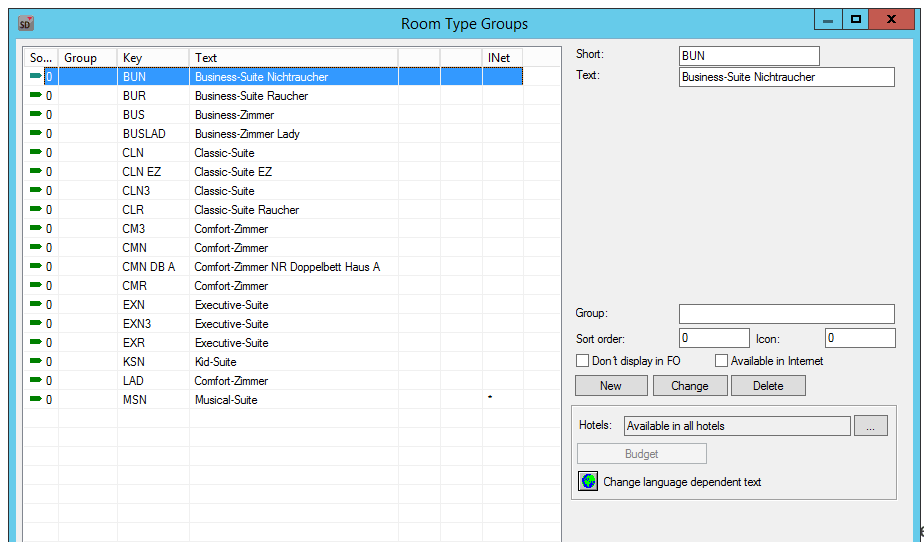 SD
Room Type Groups
So... Group Key Text INet
0 BUN Business-Suite Nichtraucher
0 BUR Business-Suite Raucher
0 BUS Business-Zimmer
0 BUSLAD Business-Zimmer Lady
0 CLN Classic-Suite
0 CLN EZ Classic-Suite EZ
0 CLN3 Classic-Suite
0 CLR Classic-Suite Raucher
0 CM3 Comfort-Zimmer
0 CMN Comfort-Zimmer
0 CMN DB A Comfort-Zimmer NR Doppelbett Haus A
0 CMR Comfort-Zimmer
0 EXN Executive-Suite
0 EXN3 Executive-Suite
0 EXR Executive-Suite
0 KSN Kid-Suite
0 LAD Comfort-Zimmer
0 MSN Musical-Suite *
Short: BUN
Text: Business-Suite Nichtraucher
Group:
Sort order: 0 Icon: 0
Don't display in FO Available in Internet
New Change Delete
Hotels: Available in all hotels ...
Budget
Change language dependent text